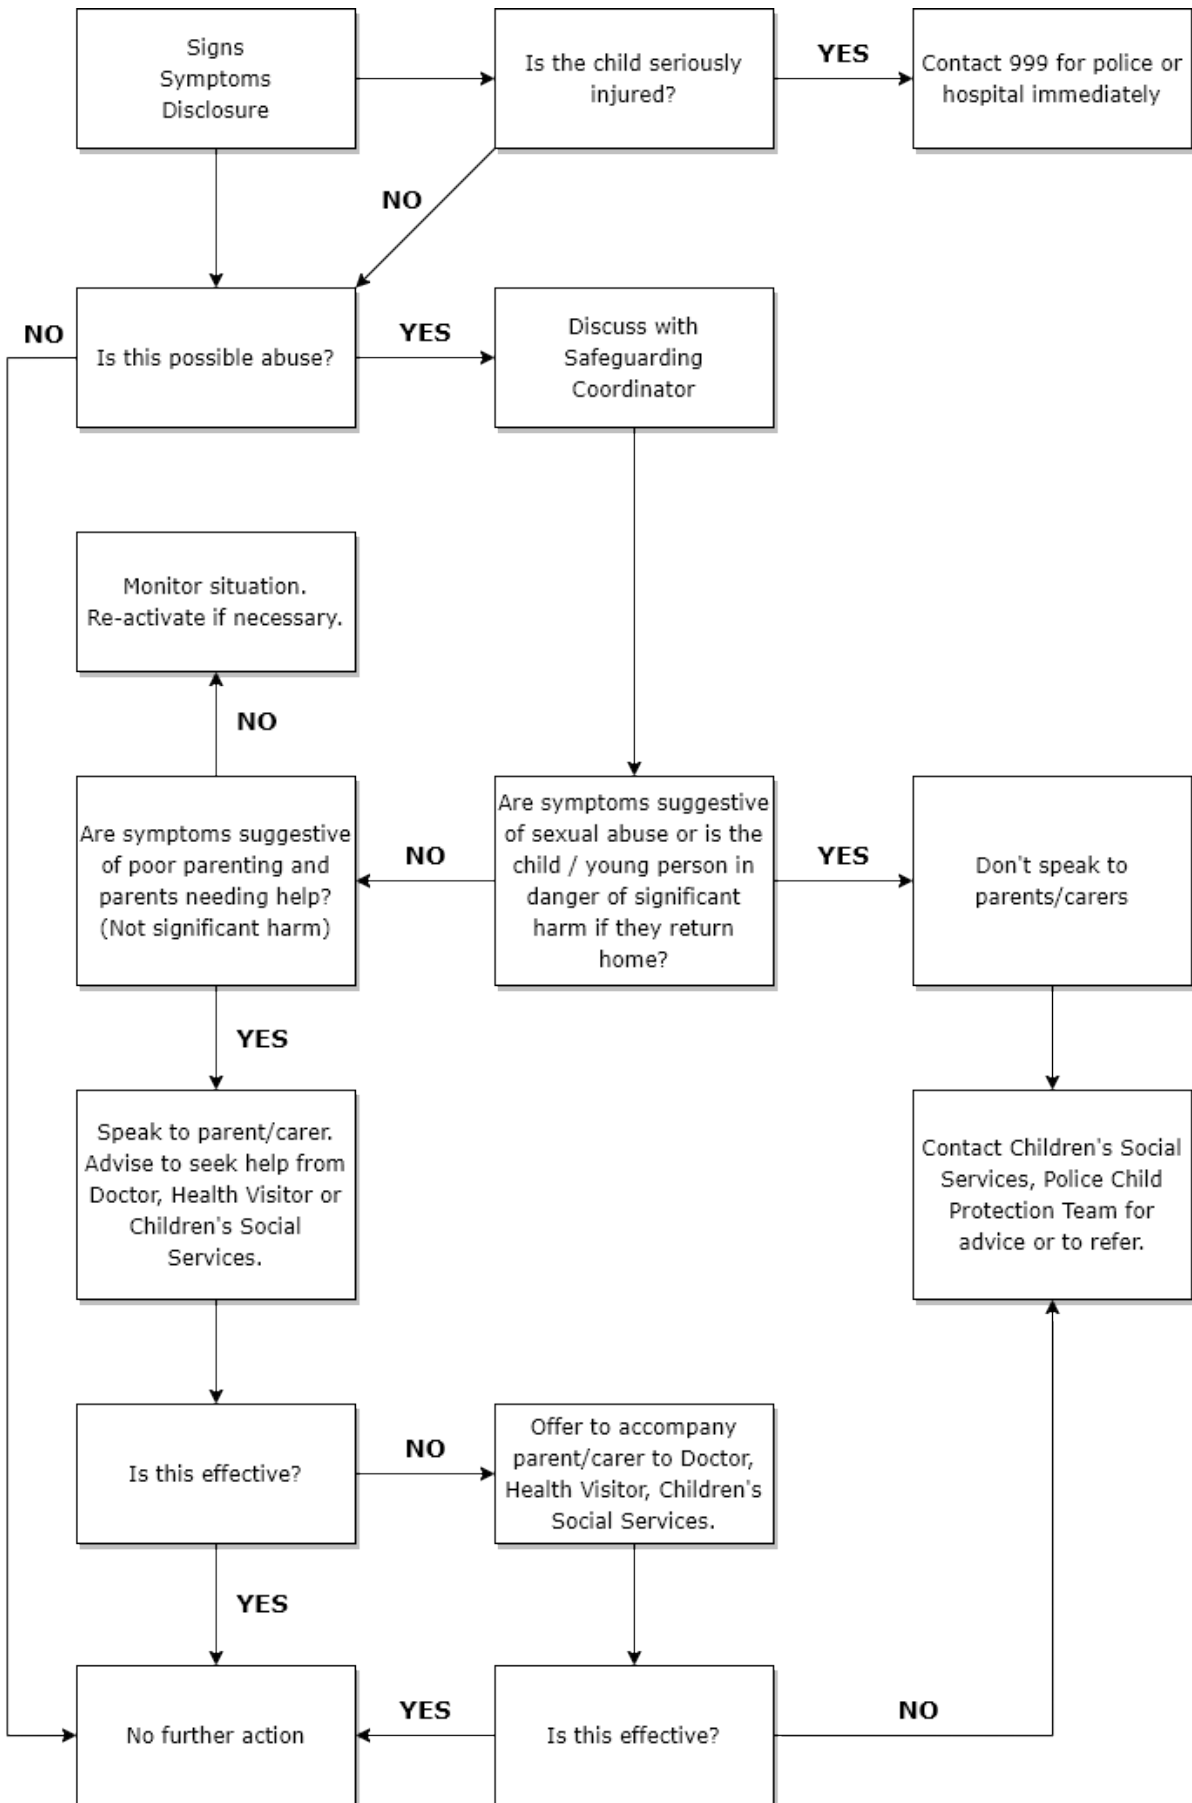 Signs
Symptoms
Disclosure
Is the child seriously
injured?
YES
Contact 999 for police or
hospital immediately
NO
NO
Is this possible abuse?
YES
Discuss with
Safeguarding
Coordinator
Monitor situation.
Re-activate if necessary.
NO
Are symptoms suggestive
of poor parenting and
parents needing help?
(Not significant harm)
NO
Are symptoms suggestive
of sexual abuse or is the
child / young person in
danger of significant
harm if they return
home?
YES
Don't speak to
parents/carers
YES
Speak to parent/carer.
Advise to seek help from
Doctor, Health Visitor or
Children's Social
Services.
Contact Children's Social
Services, Police Child
Protection Team for
advice or to refer.
Is this effective?
NO
Offer to accompany
parent/carer to Doctor,
Health Visitor, Children's
Social Services.
YES
No further action
YES
Is this effective?
NO